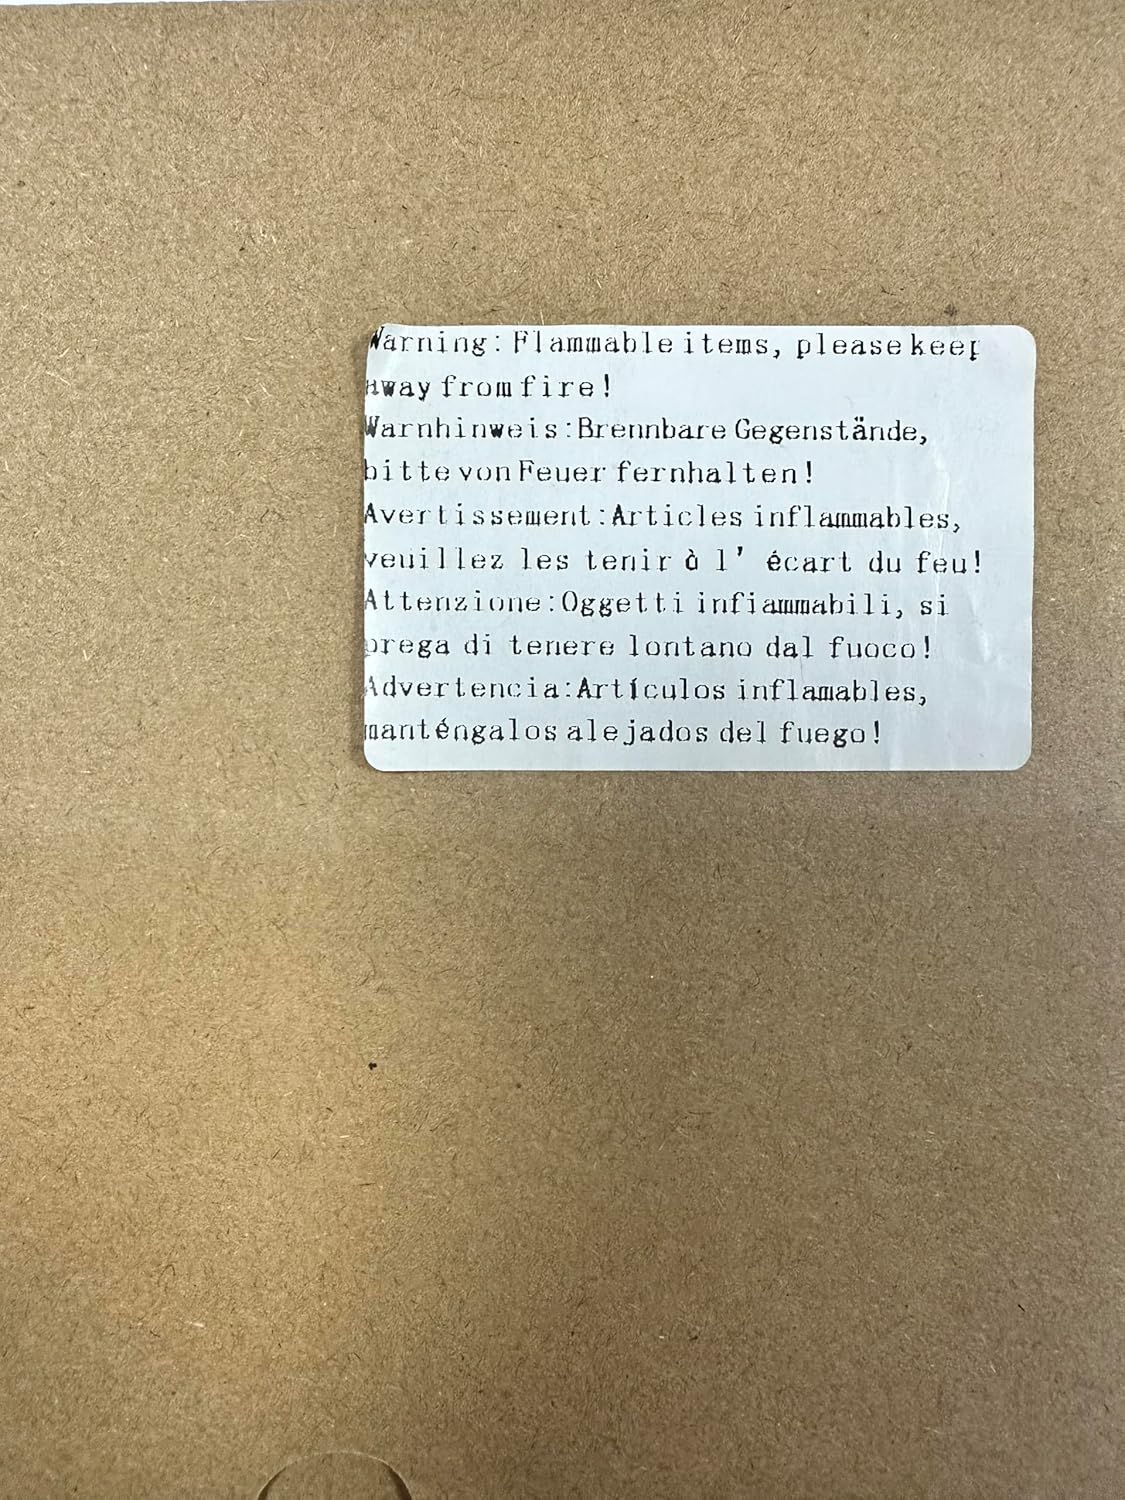 Warning: Flammable items, please keep
away from fire!
Warnhinweis:Brennbare Gegenstände,
bitte von Feuer fernhalten!
Avertissement:Articles inflammables,
veuillez les tenir à l' écart du feu!
Attenzione:Oggetti infiammabili, si
prega di tenere lontano dal fuoco!
Advertencia:Artículos inflamables,
manténgalos alejados del fuego!